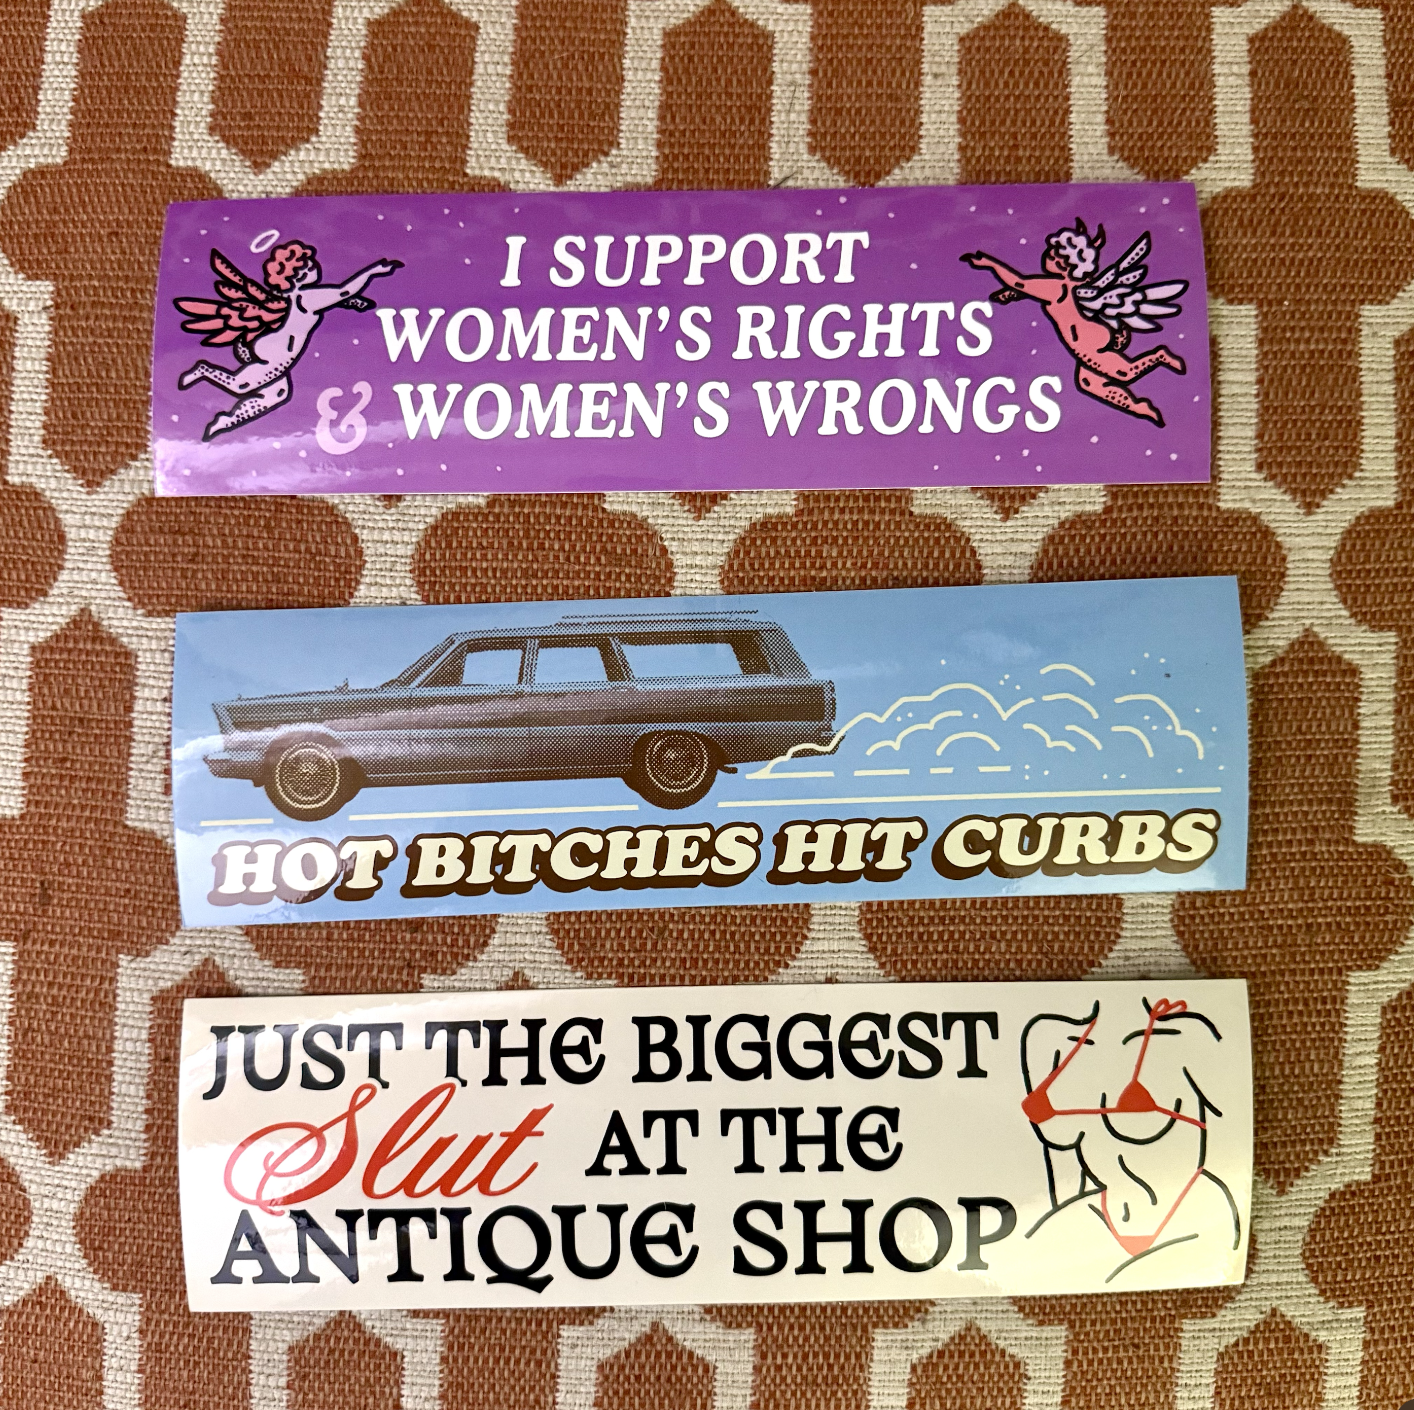 I SUPPORT
WOMEN'S RIGHTS
& WOMEN'S WRONGS
HOT BITCHES HIT CURBS
JUST THE BIGGEST
Slut AT THE
ANTIQUE SHOP